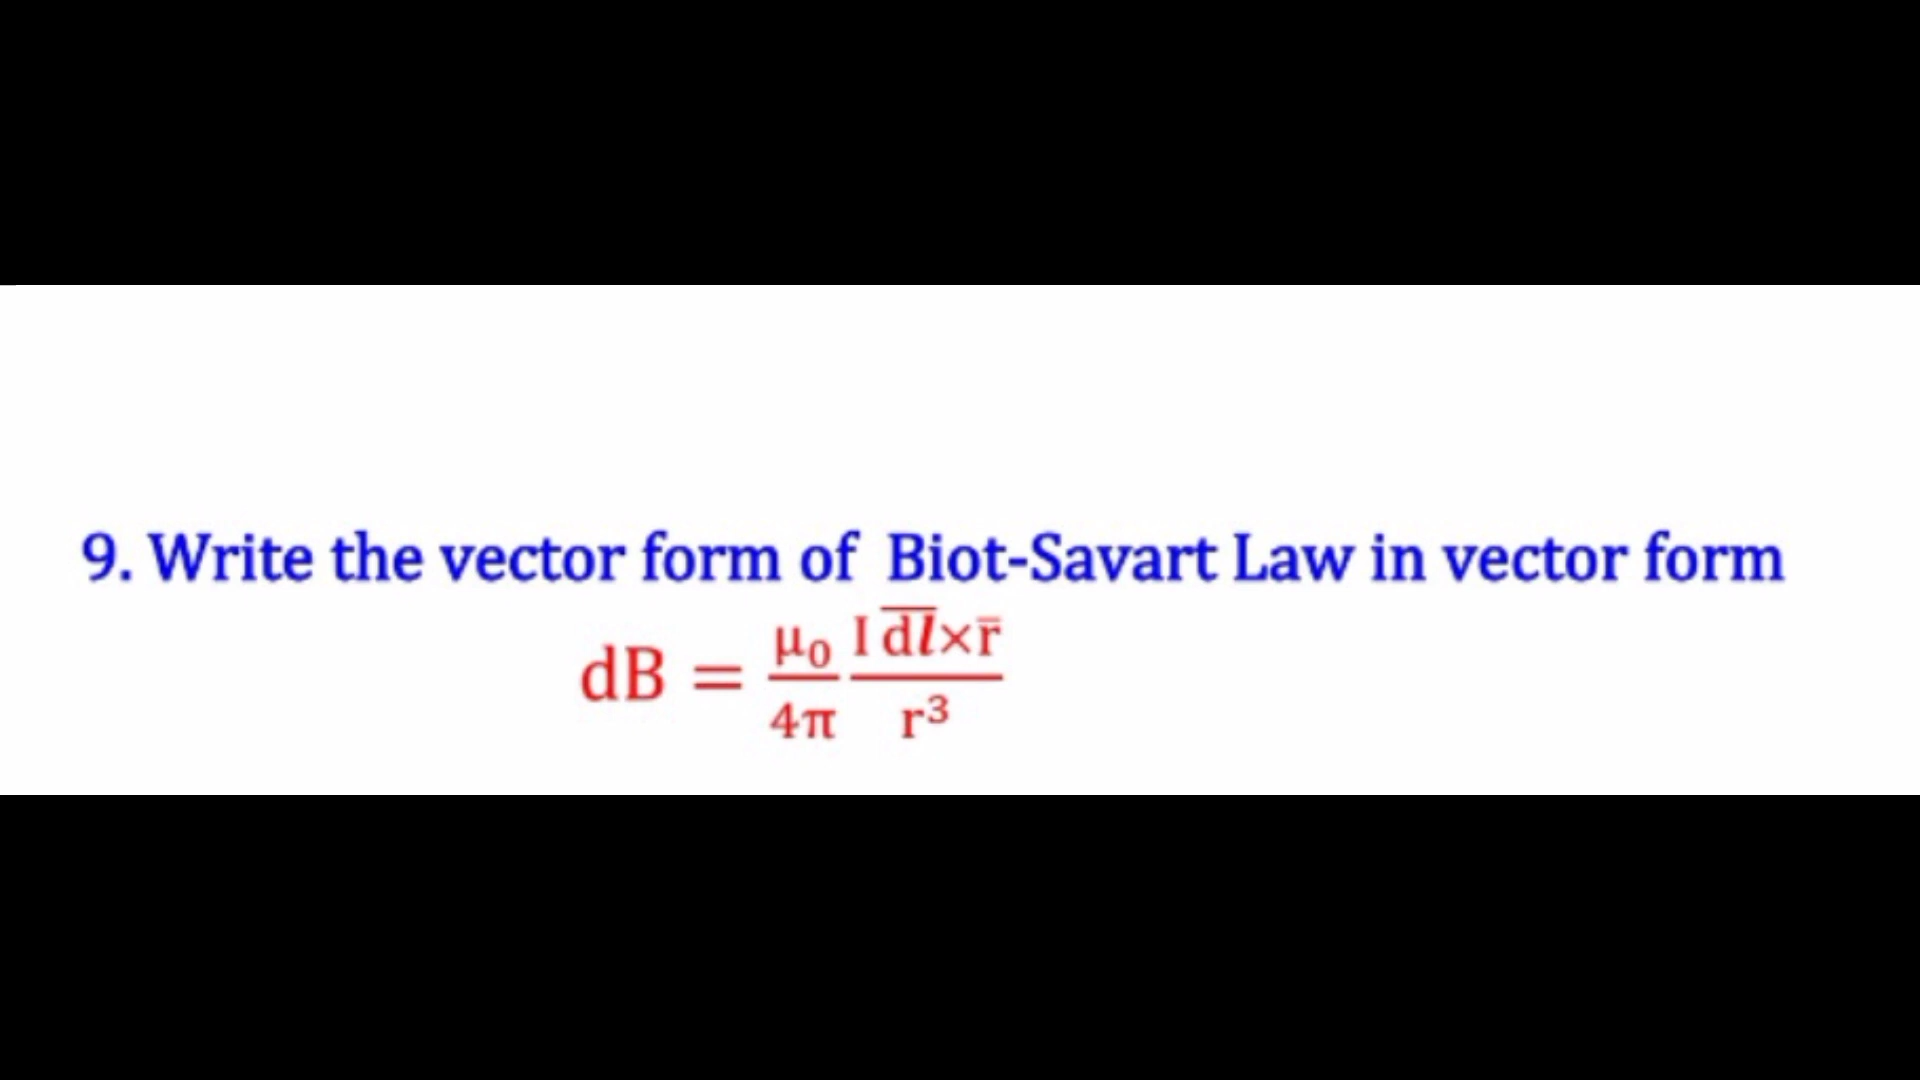 9. Write the vector form of Biot-Savart Law in vector form
dB = μ₀/4π I d̅l̅×r̅/r³